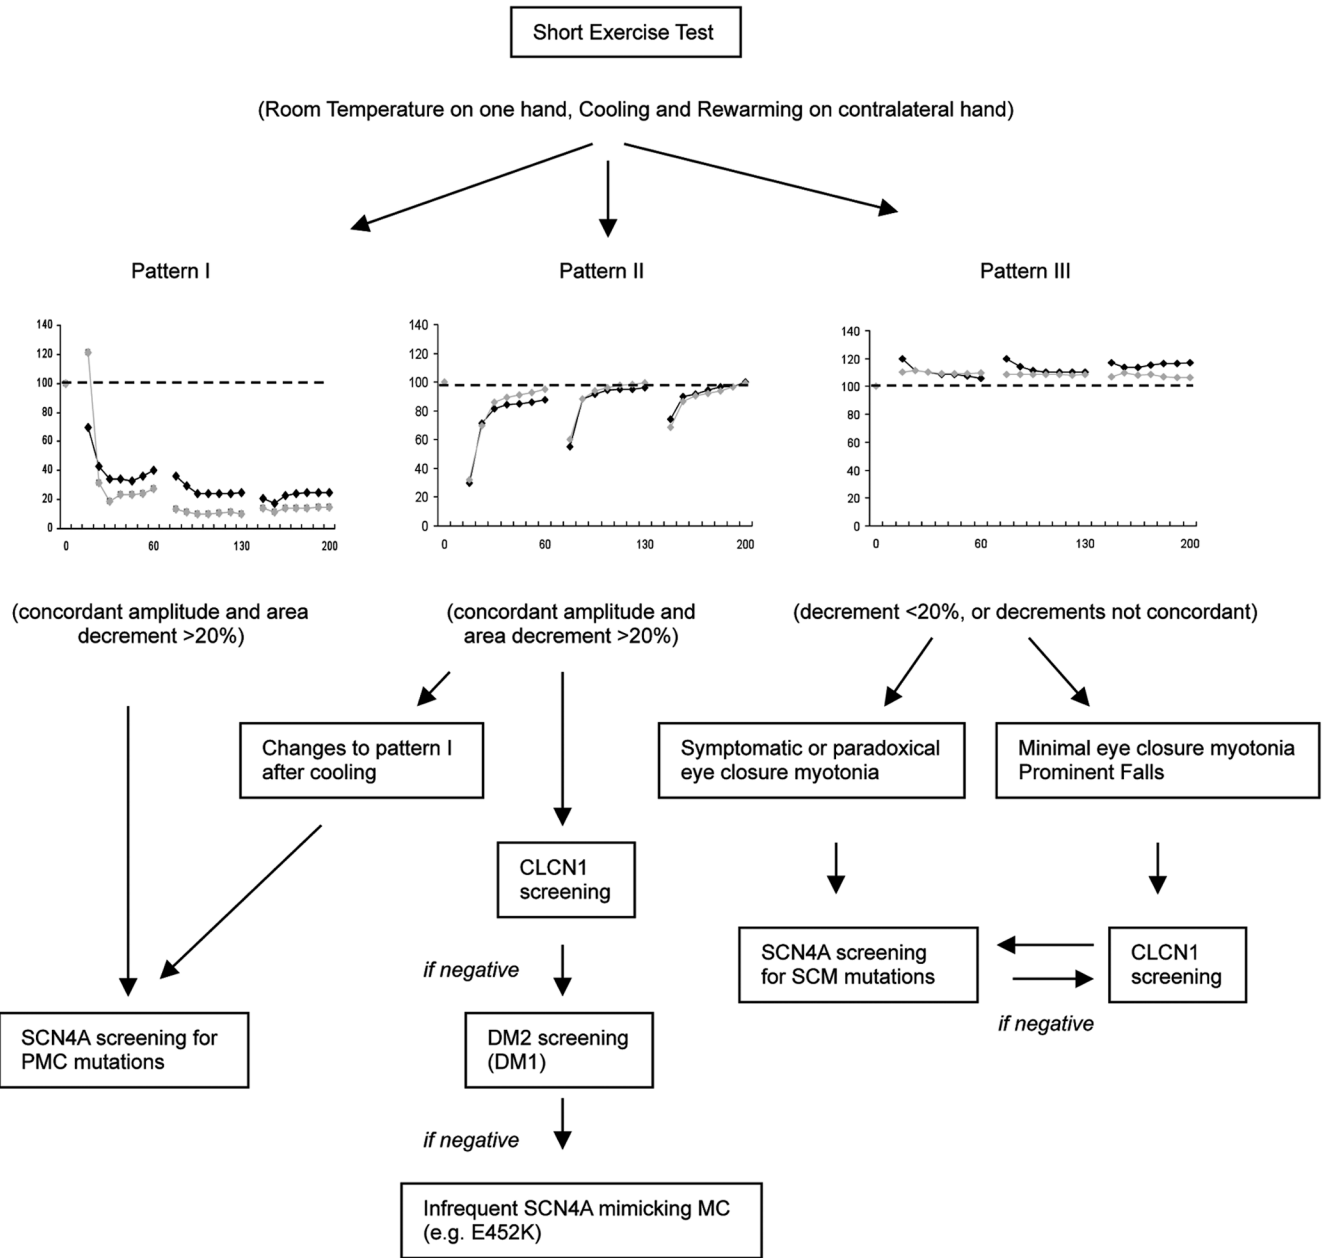 Short Exercise Test
(Room Temperature on one hand, Cooling and Rewarming on contralateral hand)
Pattern I
140
120
100
80
60
40
20
0
0 60 130 200
(concordant amplitude and area
decrement >20%)
Pattern II
140
120
100
80
60
40
20
0
0 60 130 200
(concordant amplitude and
area decrement >20%)
Pattern III
140
120
100
80
60
40
20
0
0 60 130 200
(decrement <20%, or decrements not concordant)
Changes to pattern I
after cooling
Symptomatic or paradoxical
eye closure myotonia
Minimal eye closure myotonia
Prominent Falls
CLCN1
screening
SCN4A screening
for SCM mutations
CLCN1
screening
if negative
if negative
SCN4A screening for
PMC mutations
DM2 screening
(DM1)
if negative
Infrequent SCN4A mimicking MC
(e.g. E452K)